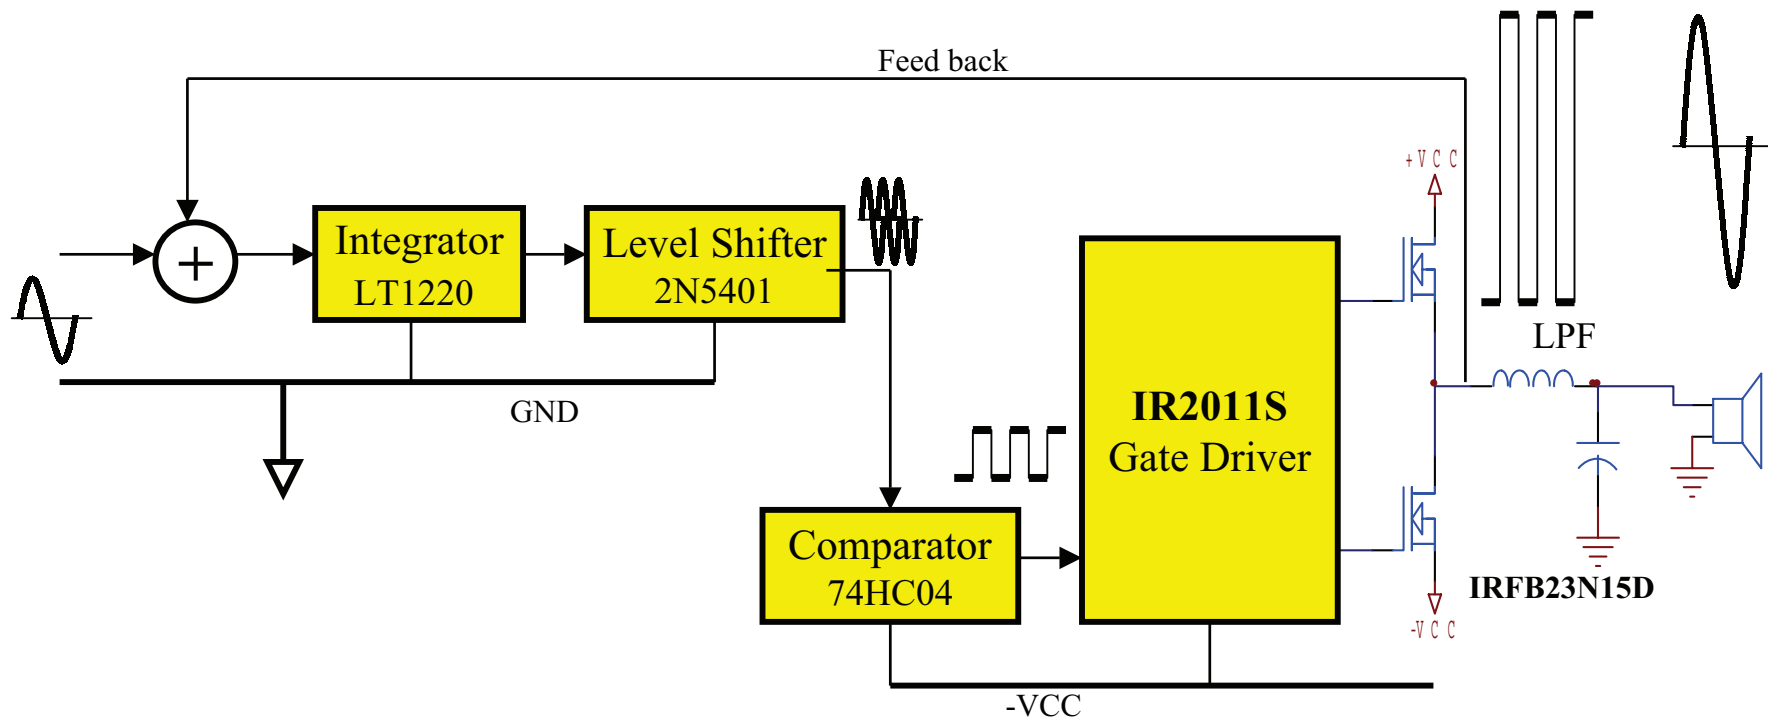 Feed back
+VCC
Integrator
LT1220
Level Shifter
2N5401
+
LPF
GND
IR2011S
Gate Driver
Comparator
74HC04
IRFB23N15D
-VCC
-VCC